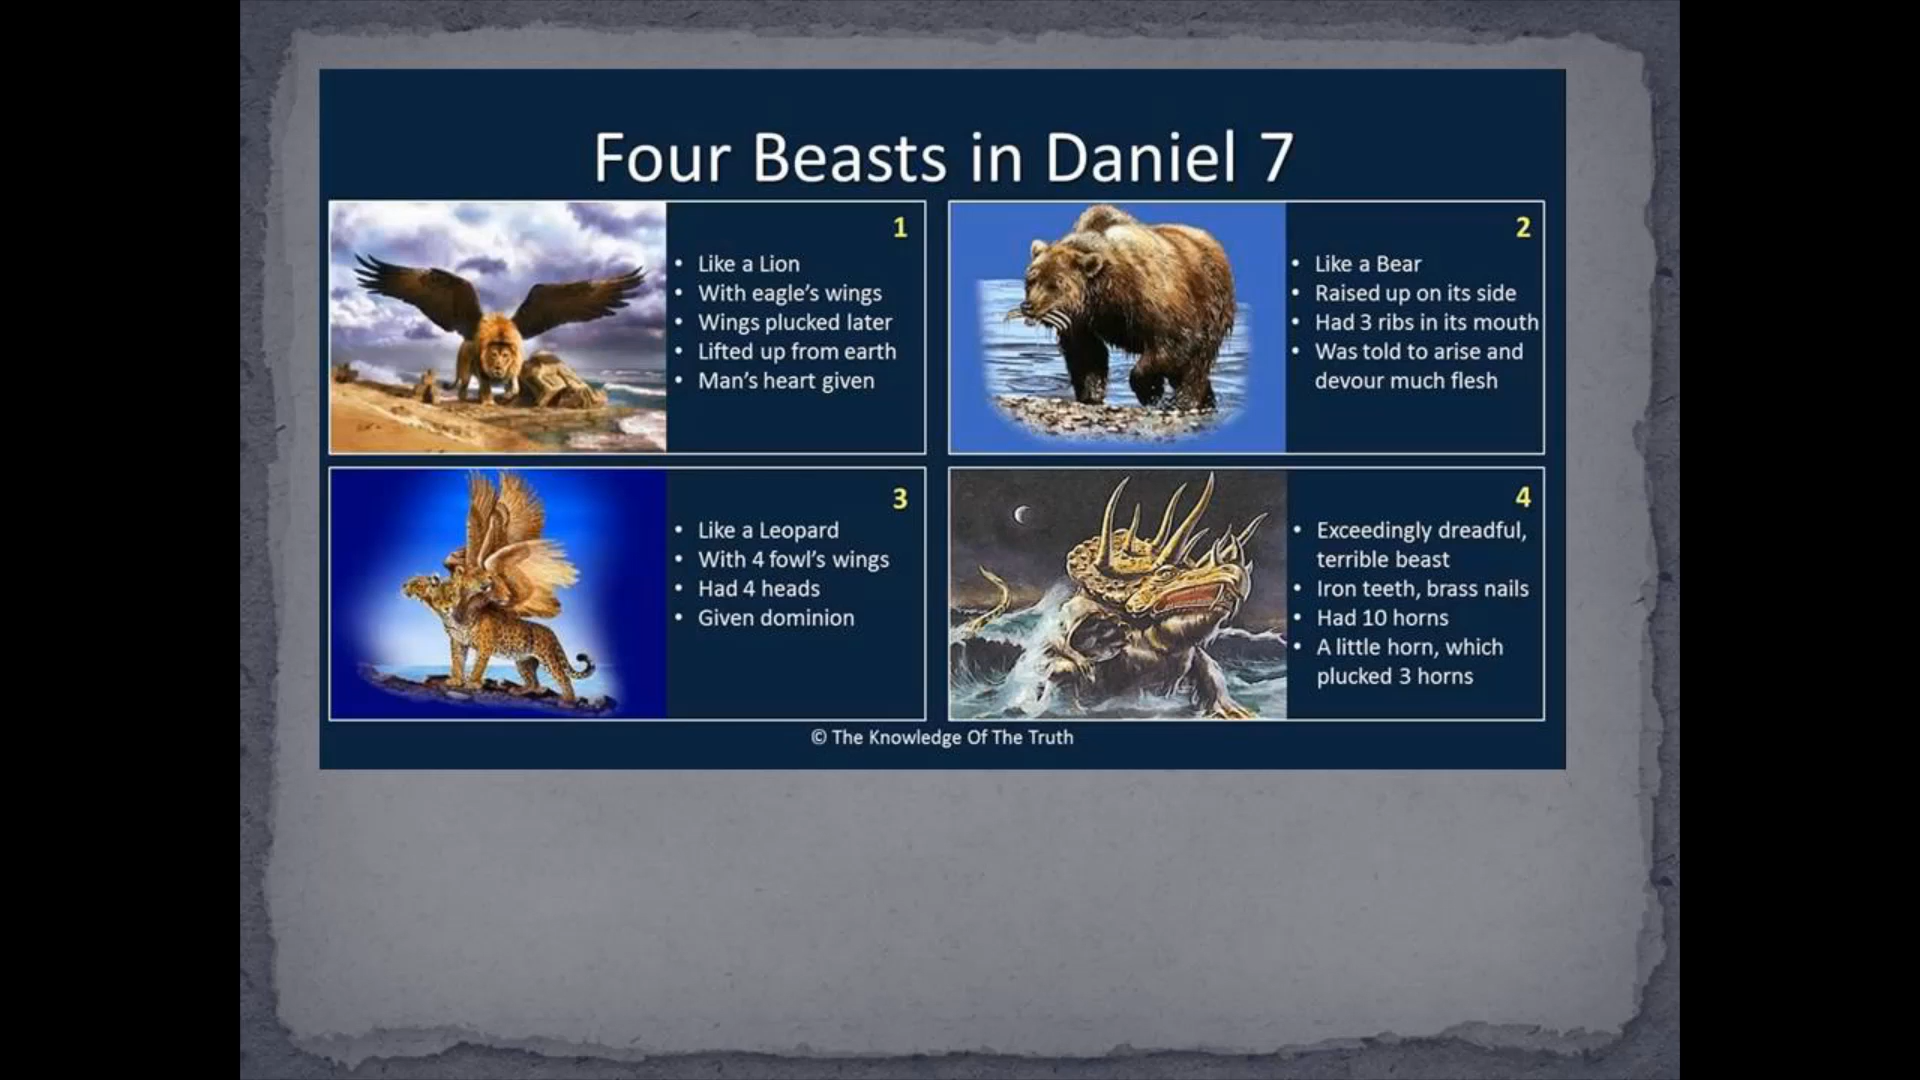 Four Beasts in Daniel 7
1
• Like a Lion
• With eagle's wings
• Wings plucked later
• Lifted up from earth
• Man's heart given
2
• Like a Bear
• Raised up on its side
• Had 3 ribs in its mouth
• Was told to arise and
devour much flesh
3
• Like a Leopard
• With 4 fowl's wings
• Had 4 heads
• Given dominion
4
• Exceedingly dreadful,
terrible beast
• Iron teeth, brass nails
• Had 10 horns
• A little horn, which
plucked 3 horns
© The Knowledge Of The Truth